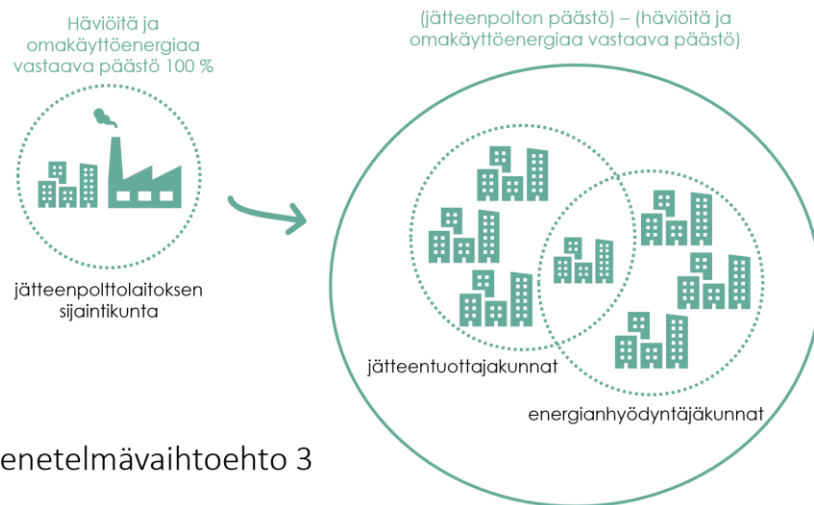 Häviöitä ja
omakäyttöenergiaa
vastaava päästö 100 %
jätteenpolttolaitoksen
sijaintikunta
(jätteenpolton päästö) – (häviöitä ja
omakäyttöenergiaa vastaava päästö)
jätteentuottajakunnat
energianhyödyntäjäkunnat
enetelmävaihtoehto 3